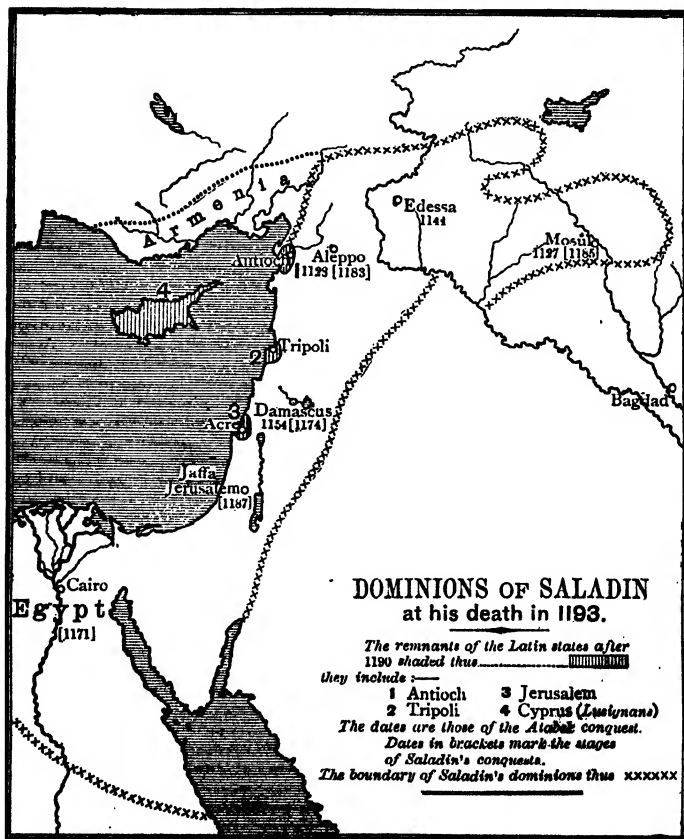 Armenia
Edessa
1144
Mosul
1127 [1185]
Antioch
Aleppo
1
1129 [1183]
4
2 Tripoli
Bagdad
3
Acre
Damascus
1154 [1174]
Jaffa
Jerusalem
[1187]
Cairo
Egypt
[1171]
DOMINIONS OF SALADIN
at his death in 1193.
The remnants of the Latin states after
1190 shaded thus
they include :—
1 Antioch 3 Jerusalem
2 Tripoli 4 Cyprus (Lusignans)
The dates are those of the Atabek conquest.
Dates in brackets mark the stages
of Saladin's conquests.
The boundary of Saladin's dominions thus xxxxxx